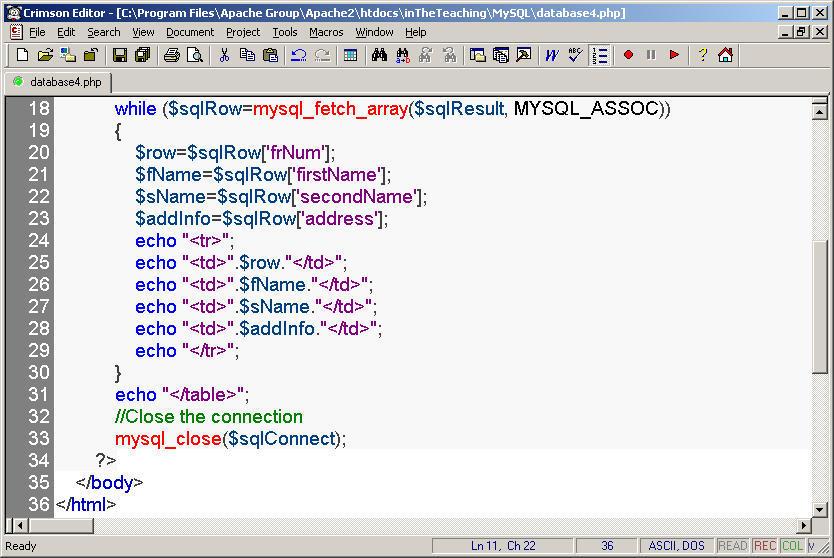 Crimson Editor - [C:\Program Files\Apache Group\Apache2\htdocs\inTheTeaching\MySQL\database4.php]
File Edit Search View Document Project Tools Macros Window Help
database4.php
18 while ($sqlRow=mysql_fetch_array($sqlResult, MYSQL_ASSOC))
19 {
20 $row=$sqlRow['frNum'];
21 $fName=$sqlRow['firstName'];
22 $sName=$sqlRow['secondName'];
23 $addInfo=$sqlRow['address'];
24 echo "<tr>";
25 echo "<td>".$row."</td>";
26 echo "<td>".$fName."</td>";
27 echo "<td>".$sName."</td>";
28 echo "<td>".$addInfo."</td>";
29 echo "</tr>";
30 }
31 echo "</table>";
32 //Close the connection
33 mysql_close($sqlConnect);
34 ?>
35 </body>
36 </html>
Ready Ln 11, Ch 22 36 ASCII, DOS READ REC COL